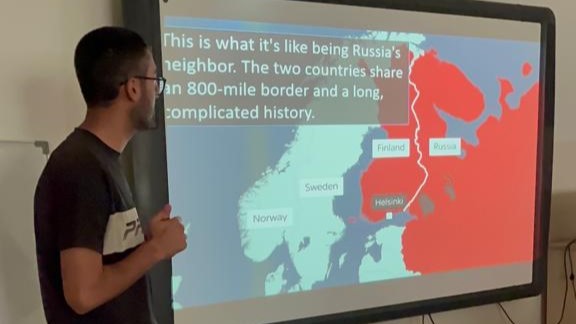 This is what it's like being Russia's
neighbor. The two countries share
an 800-mile border and a long,
complicated history.
Finland
Russia
Sweden
Helsinki
Norway